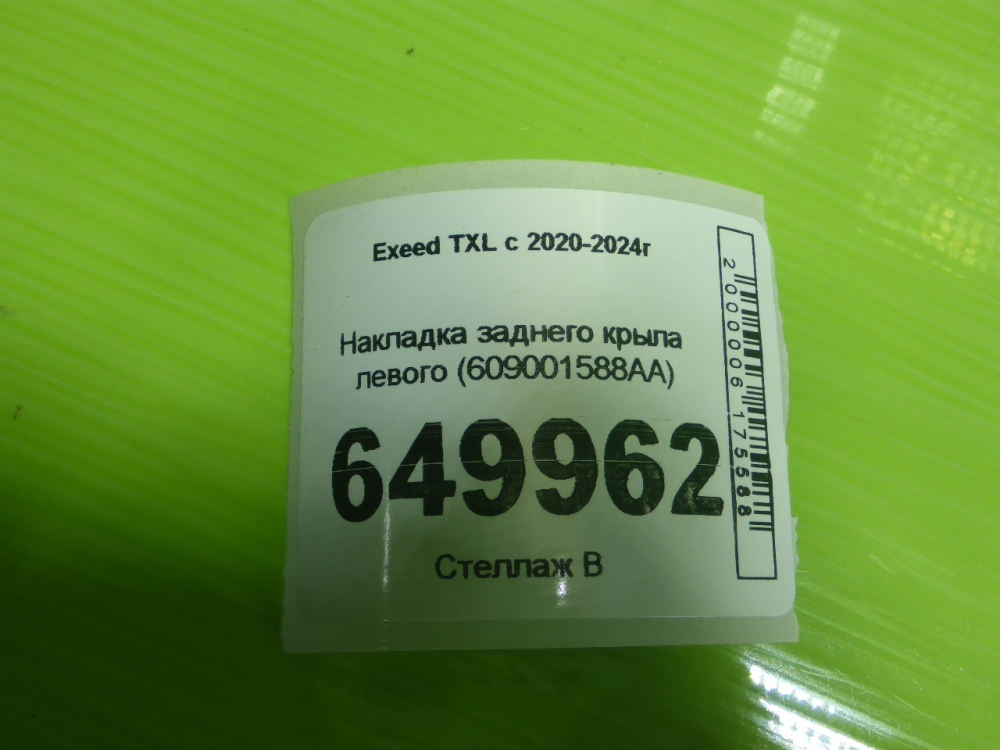 Exeed TXL с 2020-2024г
Накладка заднего крыла
левого (609001588AA)
649962
Стеллаж В
2000006175588